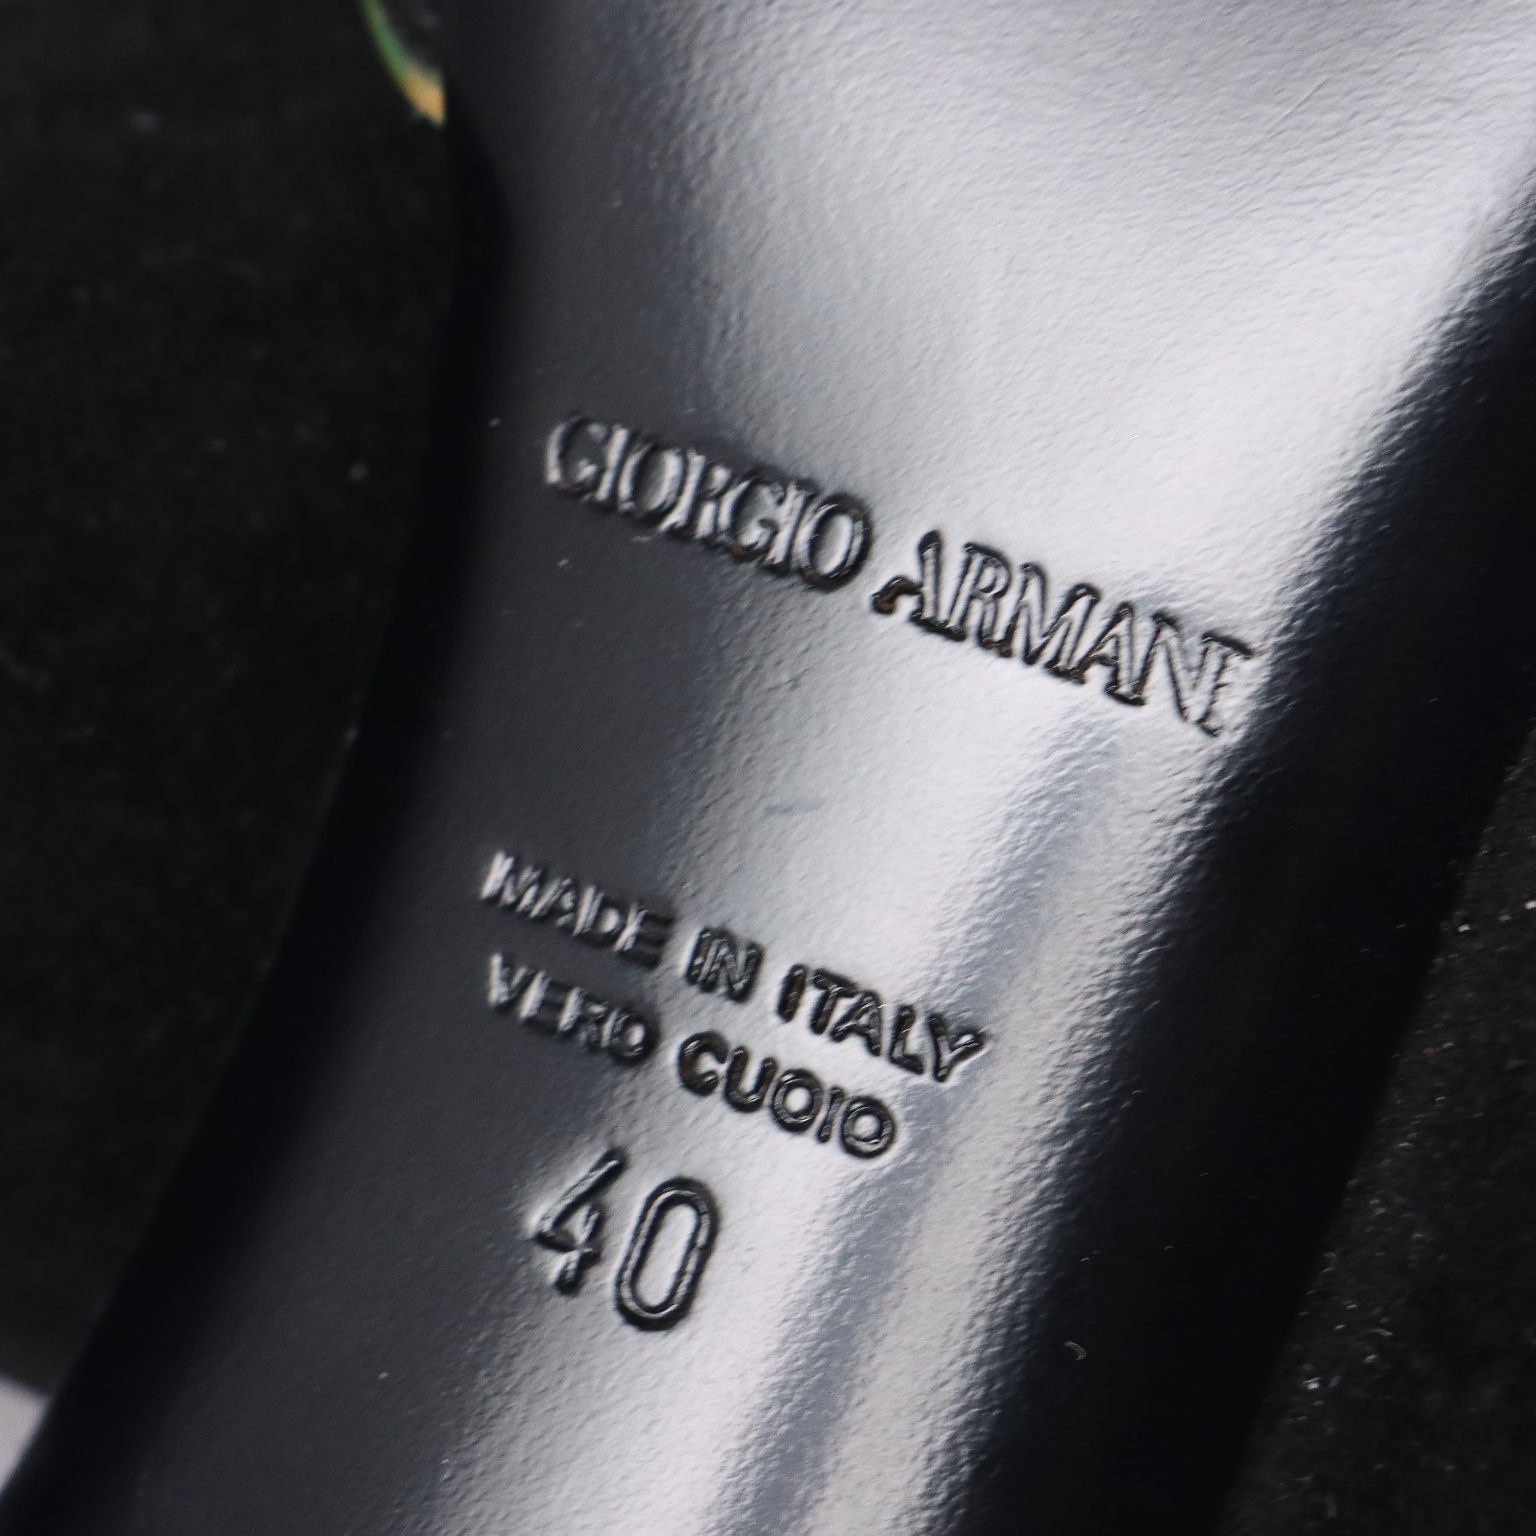 GIORGIO ARMANI
MADE IN ITALY
VERO CUOIO
40